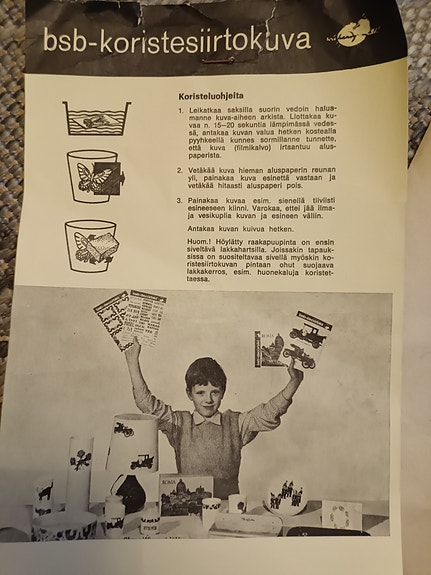 bsb-koristesiirtokuva
Koristeluohjeita
1. Leikatkaa saksilla suorin vedoin halua-
manne kuva-aiheen arkista. Liottakaa ku-
vaa n. 15–20 sekuntia lämpimässä vedes-
sä, antakaa kuvan valua hetken kostealla
pyyhkeellä kunnes sormillanne tunnette,
että kuva (filmikalvo) irtaantuu alus-
paperista.
2. Vetäkää kuva hieman aluspaperin reunan
yli, painakaa kuva esinettä vastaan ja
vetäkää hitaasti aluspaperi pois.
3. Painakaa kuvaa esim. sienellä tiiviisti
esineeseen kiinni. Varokaa, ettei jää ilma-
ja vesikuplia kuvan ja esineen väliin.
Antakaa kuvan kuivua hetken.
Huom.! Höylätty raakapuupinta on ensin
siveltävä lakkahartsilla. Joissakin tapauk-
sissa on suositeltavaa sivellä myöskin ko-
ristesiirtokuvan pintaan ohut suojaava
lakkakerros, esim. huonekaluja koristet-
taessa.
ROMA